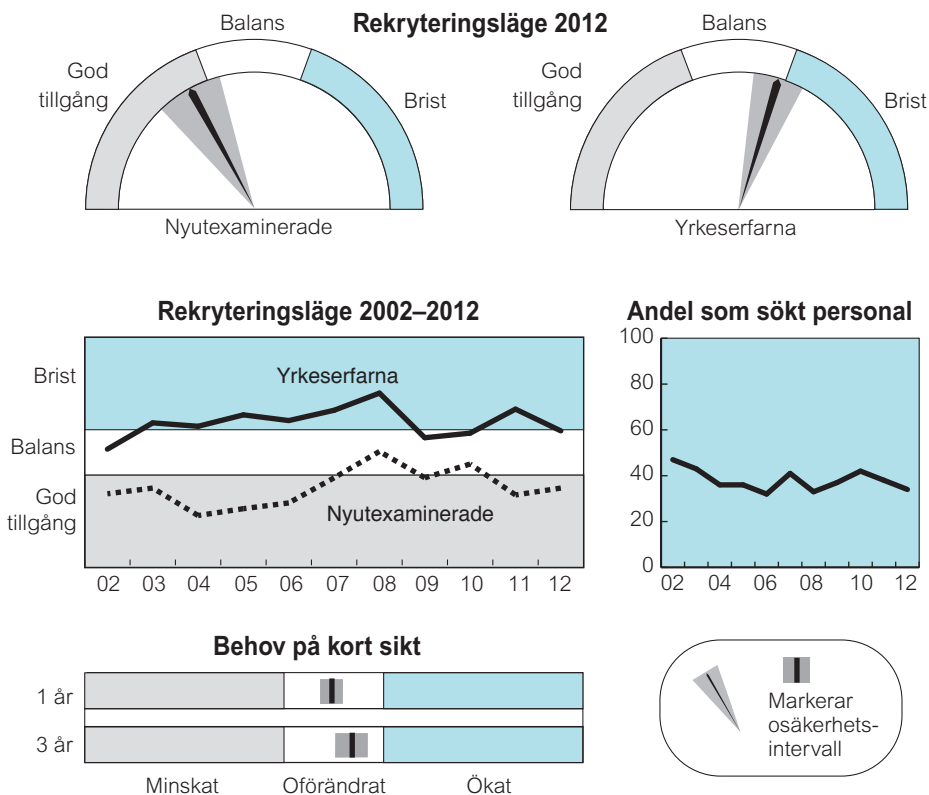 Rekryteringsläge 2012
Balans
God
tillgång
Brist
Nyutexaminerade
Balans
God
tillgång
Brist
Yrkeserfarna
Rekryteringsläge 2002–2012
Brist
Balans
God
tillgång
Yrkeserfarna
Nyutexaminerade
02 03 04 05 06 07 08 09 10 11 12
Andel som sökt personal
100
80
60
40
20
0
02 04 06 08 10 12
Behov på kort sikt
1 år
3 år
Minskat Oförändrat Ökat
Markerar
osäkerhets-
intervall